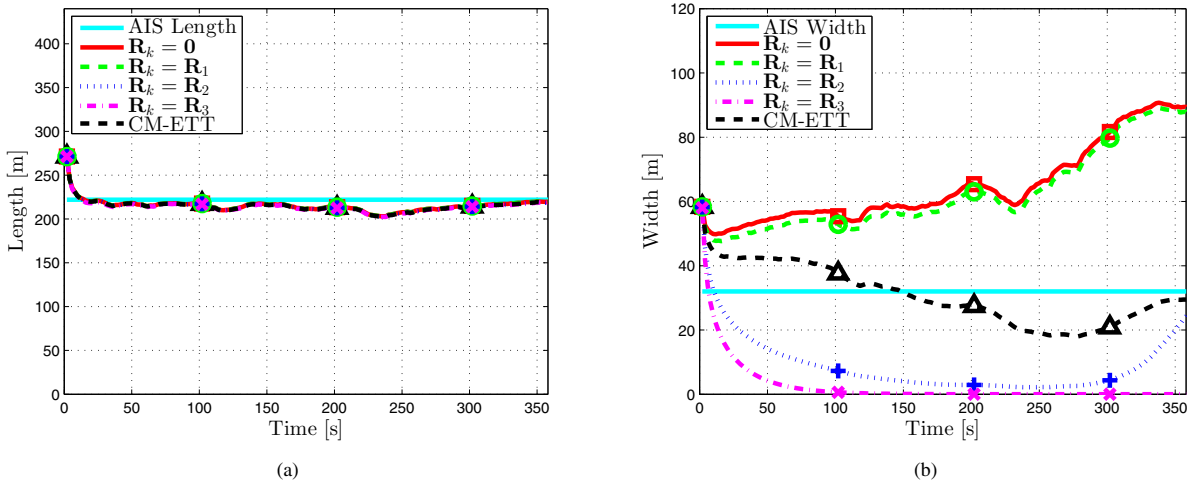 AIS Length
R_k = 0
R_k = R_1
R_k = R_2
R_k = R_3
CM-ETT
400
350
300
250
200
150
100
50
0
Length [m]
0 50 100 150 200 250 300 350
Time [s]
(a)
AIS Width
R_k = 0
R_k = R_1
R_k = R_2
R_k = R_3
CM-ETT
120
100
80
60
40
20
0
Width [m]
0 50 100 150 200 250 300 350
Time [s]
(b)